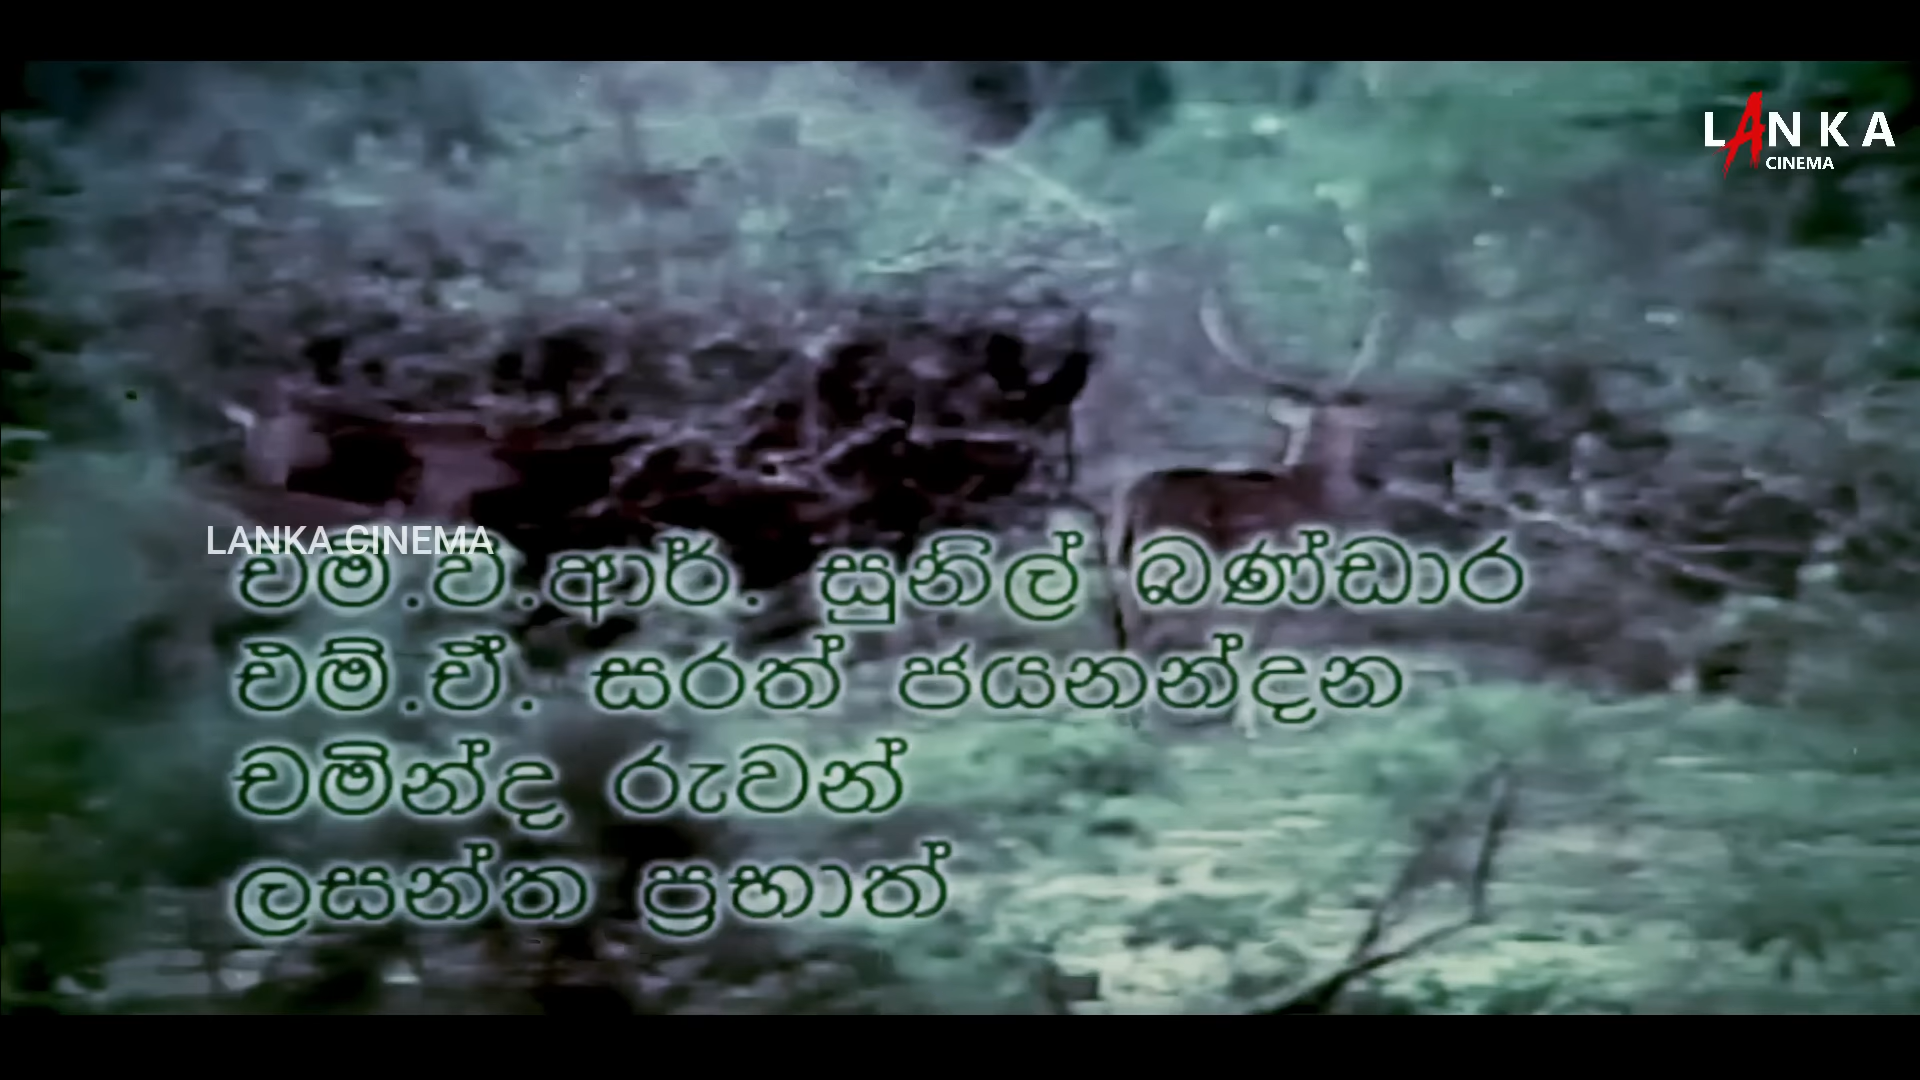 LANKA
CINEMA
LANKA CINEMA
එම්.ඩී.ආර්. සුනිල් බණ්ඩාර
එම්.ඒ. සරත් ජයනන්දන
චමින්ද රුවන්
ලසන්ත ප්‍රභාත්